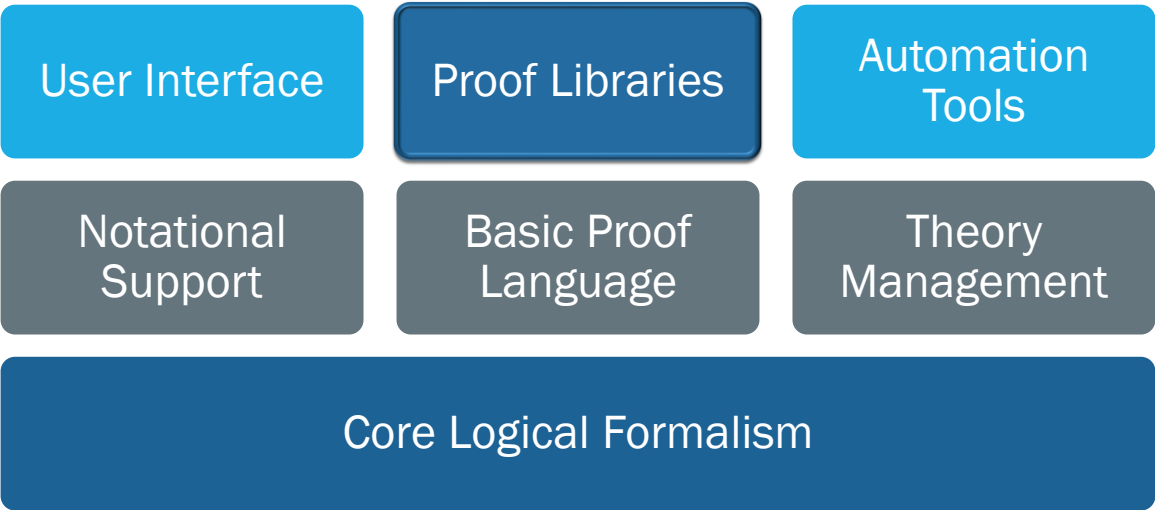 User Interface
Proof Libraries
Automation
Tools
Notational
Support
Basic Proof
Language
Theory
Management
Core Logical Formalism